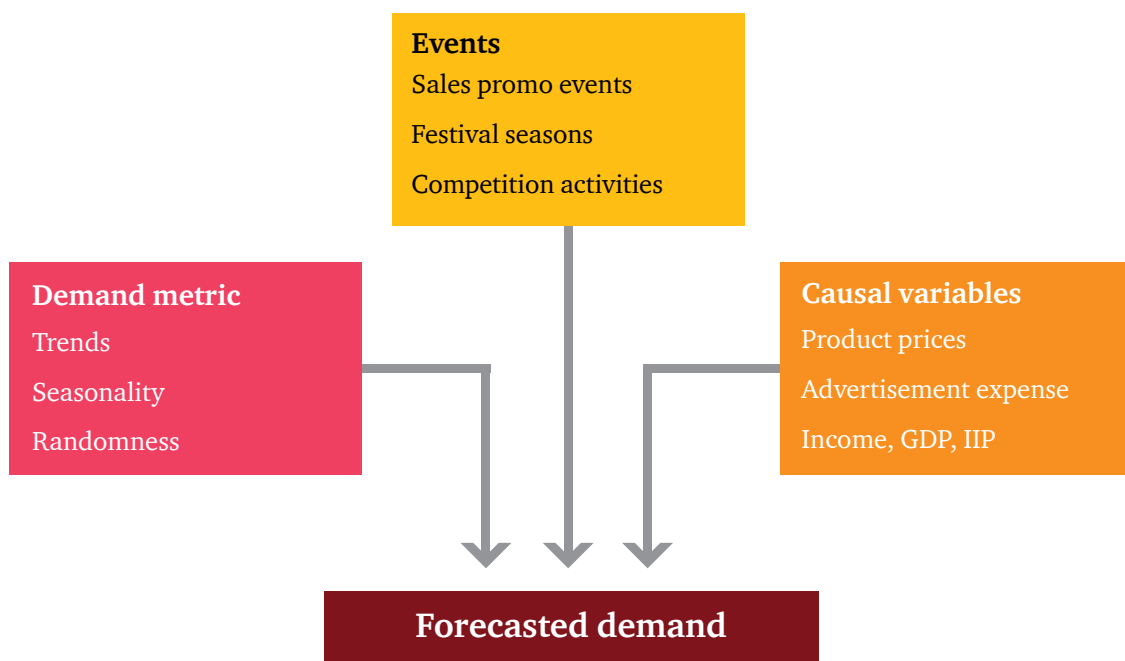 Events
Sales promo events
Festival seasons
Competition activities
Demand metric
Trends
Seasonality
Randomness
Causal variables
Product prices
Advertisement expense
Income, GDP, IIP
Forecasted demand